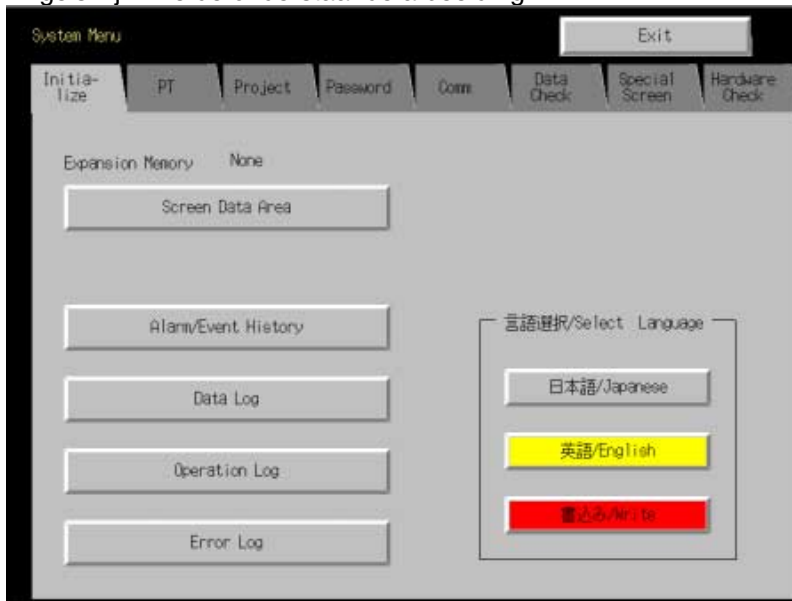 System Menu
Exit
Initia-
lize
PT
Project
Password
Comm.
Data
Check
Special
Screen
Hardware
Check
Expansion Memory None
Screen Data Area
Alarm/Event History
言語選択/Select Language
Data Log
日本語/Japanese
Operation Log
英語/English
書込み/Write
Error Log